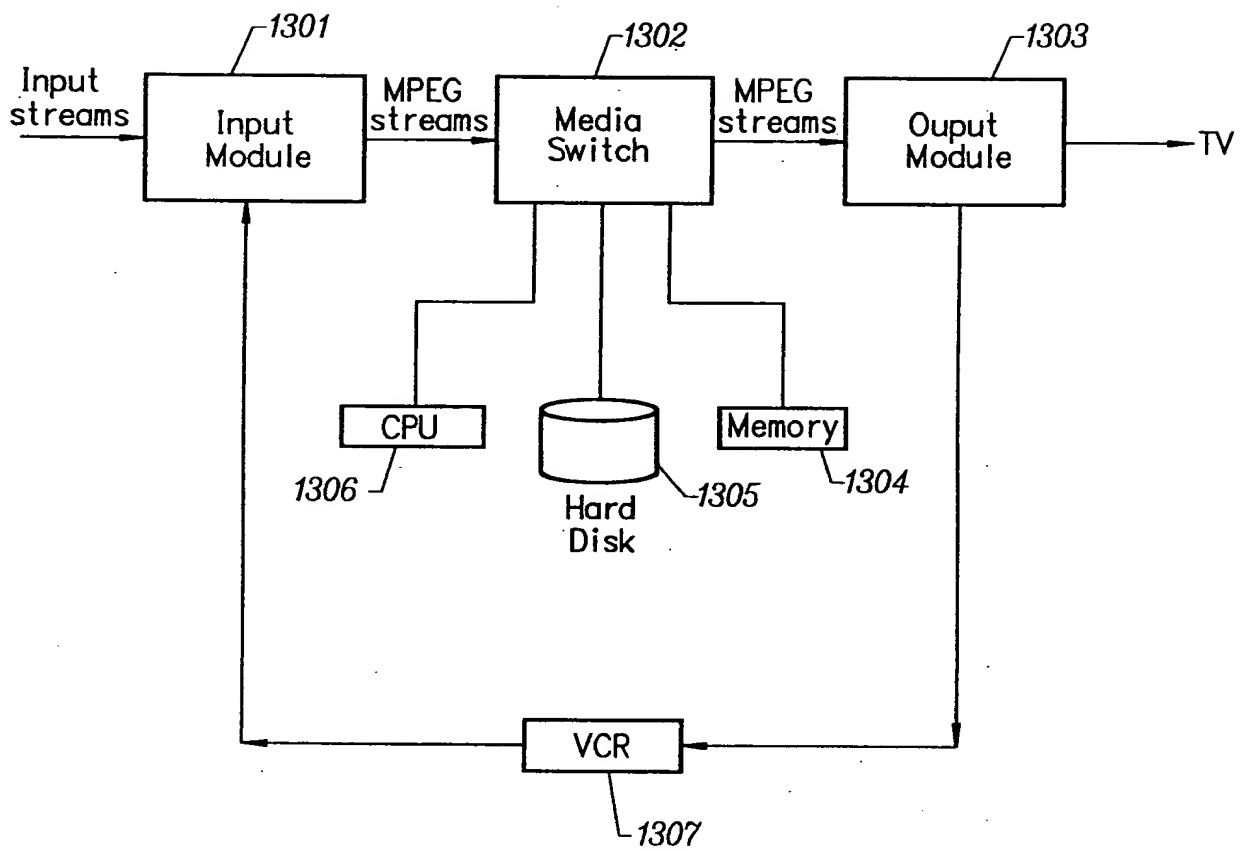 1301
1302
1303
Input
streams
Input
Module
MPEG
streams
Media
Switch
MPEG
streams
Ouput
Module
TV
CPU
1306
Hard
Disk
1305
Memory
1304
VCR
1307